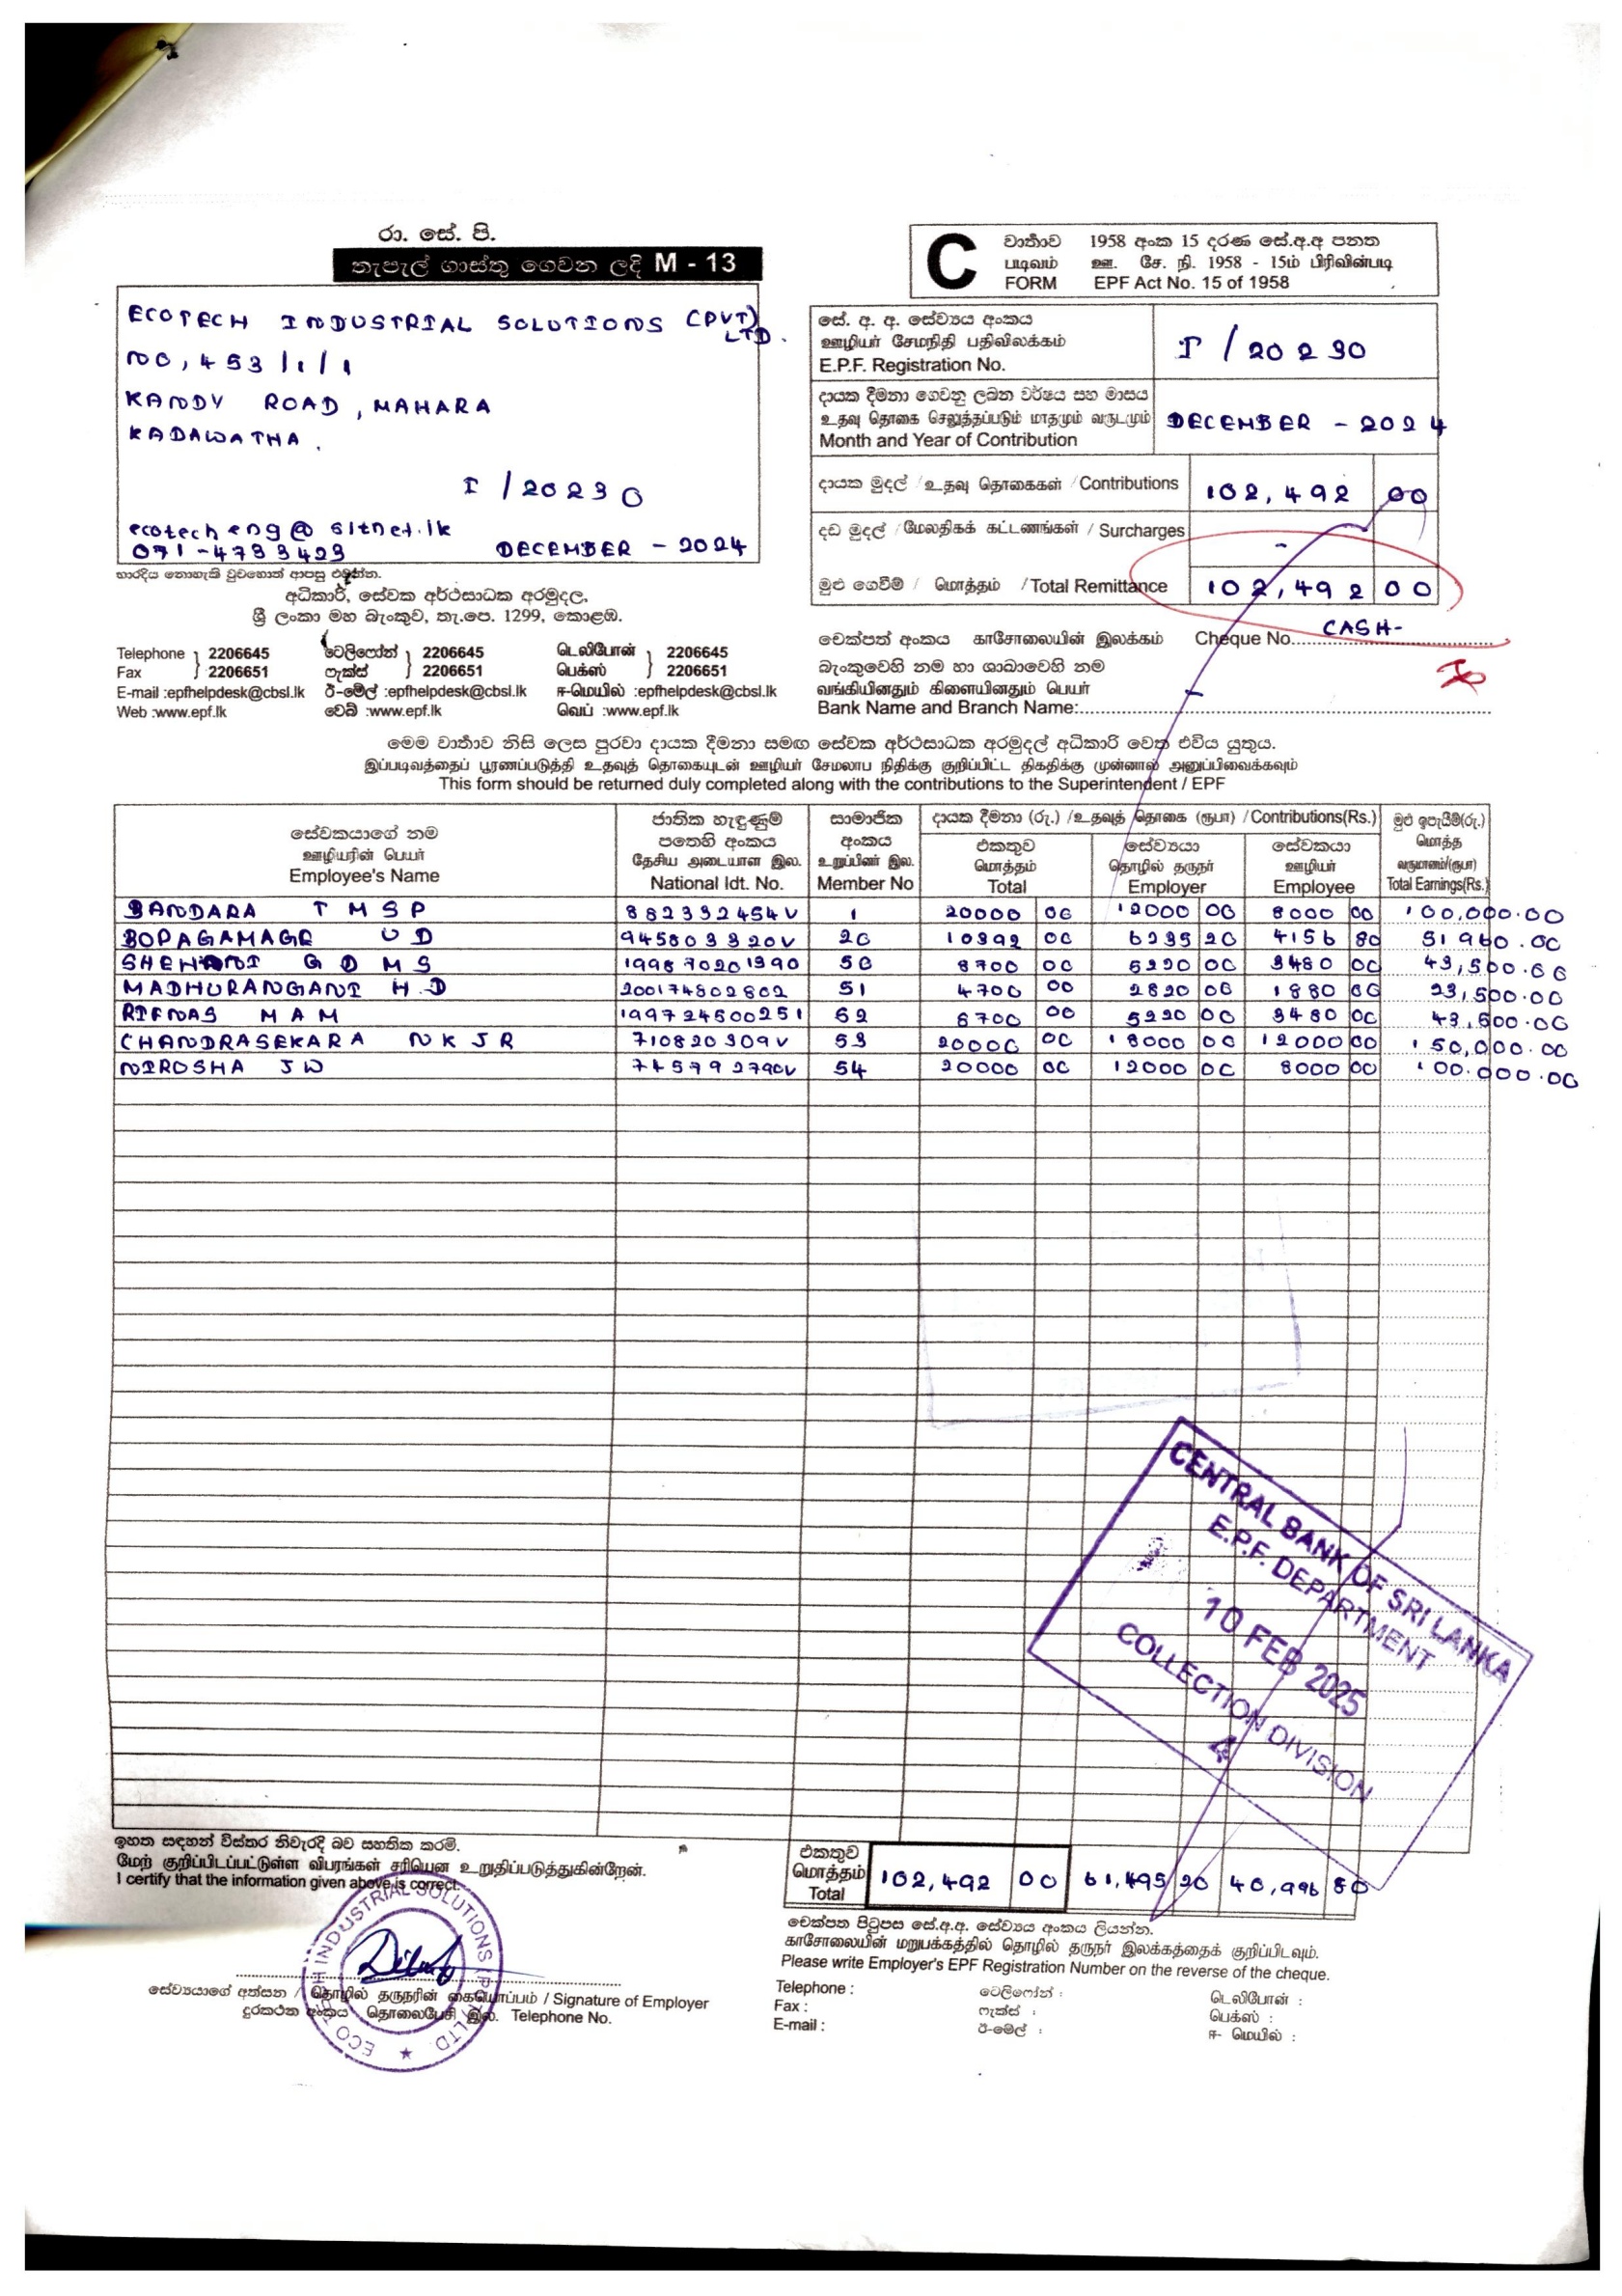 රා. සේ. පි.
තැපැල් ගාස්තු ගෙවන ලදි M - 13
ECOTECH INDUSTRIAL SOLUTIONS (PVT) LTD.
NO, 453/1/1
KANDY ROAD, MAHARA
KADAWATHA.
I/20230
ecotecheng@sltnet.lk
071-4733423 DECEMBER - 2024
භාරදිය නොහැකි වුවහොත් ආපසු එවන්න.
අධිකාරි, සේවක අර්ථසාධක අරමුදල,
ශ්‍රී ලංකා මහ බැංකුව, තැ.පෙ. 1299, කොළඹ.
Telephone 2206645 ටෙලිෆෝන් 2206645 டெலிபோன் 2206645
Fax 2206651 ෆැක්ස් 2206651 பெக்ஸ் 2206651
E-mail :epfhelpdesk@cbsl.lk ඊ-මේල් :epfhelpdesk@cbsl.lk ஈ-மெயில் :epfhelpdesk@cbsl.lk
Web :www.epf.lk වෙබ් :www.epf.lk வெப் :www.epf.lk
C
වාර්තාව 1958 අංක 15 දරණ සේ.අ.අ පනත
படிவம் ஊ. சே. நி. 1958 - 15ம் பிரிவின்படி
FORM EPF Act No. 15 of 1958
සේ. අ. අ. සේව්‍යය අංකය
ஊழியர் சேமநிதி பதிவிலக்கம்
E.P.F. Registration No. I/20230
දායක දීමනා ගෙවනු ලබන වර්ෂය සහ මාසය
உதவு தொகை செலுத்தப்படும் மாதமும் வருடமும்
Month and Year of Contribution DECEMBER - 2024
දායක මුදල් / உதவு தொகைகள் / Contributions 102,492 00
දඩ මුදල් / மேலதிகக் கட்டணங்கள் / Surcharges -
මුළු ගෙවීම් / மொத்தம் / Total Remittance 102,492 00
චෙක්පත් අංකය காசோலையின் இலக்கம் Cheque No. CASH-
බැංකුවෙහි නම හා ශාඛාවෙහි නම
வங்கியினதும் கிளையினதும் பெயர்
Bank Name and Branch Name:
මෙම වාර්තාව නිසි ලෙස පුරවා දායක දීමනා සමඟ සේවක අර්ථසාධක අරමුදල් අධිකාරි වෙත එවිය යුතුය.
இப்படிவத்தைப் பூரணப்படுத்தி உதவுத் தொகையுடன் ஊழியர் சேமலாப நிதிக்கு குறிப்பிட்ட திகதிக்கு முன்னால் அனுப்பிவைக்கவும்
This form should be returned duly completed along with the contributions to the Superintendent / EPF
සේවකයාගේ නම ஊழியரின் பெயர் Employee's Name
ජාතික හැඳුණුම් පතෙහි අංකය தேசிய அடையாள இல. National Idt. No.
සාමාජික අංකය உறுப்பினர் இல. Member No
දායක දීමනා (රු.) / உதவுத் தொகை (ரூபா) / Contributions(Rs.)
එකතුව மொத்தம் Total
සේව්‍යයා தொழில் தருநர் Employer
සේවකයා ஊழியர் Employee
මුළු ඉපැයීම්(රු.) மொத்த வருமானம்(ரூபா) Total Earnings(Rs.)
BANDARA T M S P 882332454V 1 20000 00 12000 00 8000 00 100,000.00
BOPAGAMAGE U D 945803320V 20 10392 00 6235 20 4156 80 51960.00
SHEHANI G D M S 199870201390 50 8700 00 5220 00 3480 00 43,500.00
MADHURANGANI H.D 200174802802 51 4700 00 2820 00 1880 00 23,500.00
RIFNAS M A M 199724500251 52 8700 00 5220 00 3480 00 43,500.00
CHANDRASEKARA N K J R 710820309V 53 20000 00 18000 00 12000 00 150,000.00
NIROSHA J W 745792790V 54 20000 00 12000 00 8000 00 100.000.00
CENTRAL BANK OF SRI LANKA
E.P.F. DEPARTMENT
10 FEB 2025
COLLECTION DIVISION
4
ඉහත සඳහන් විස්තර නිවැරදි බව සහතික කරමි.
மேற் குறிப்பிடப்பட்டுள்ள விபரங்கள் சரியென உறுதிப்படுத்துகின்றேன்.
I certify that the information given above is correct.
එකතුව மொத்தம் Total 102,492 00 61,495 20 40,996 80
චෙක්පත පිටුපස සේ.අ.අ. සේව්‍යය අංකය ලියන්න.
காசோலையின் மறுபக்கத்தில் தொழில் தருநர் இலக்கத்தைக் குறிப்பிடவும்.
Please write Employer's EPF Registration Number on the reverse of the cheque.
ECO TECH INDUSTRIAL SOLUTIONS (PVT) LTD.
සේව්‍යයාගේ අත්සන / தொழில் தருநரின் கையொப்பம் / Signature of Employer
දුරකථන අංකය தொலைபேசி இல. Telephone No.
Telephone : ටෙලිෆෝන් : டெலிபோன் :
Fax : ෆැක්ස් : பெக்ஸ் :
E-mail : ඊ-මේල් : ஈ- மெயில் :